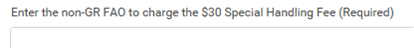 Enter the non-GR FAO to charge the $30 Special Handling Fee (Required)